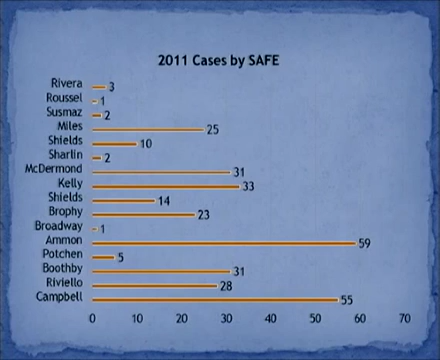 2011 Cases by SAFE
Rivera 3
Roussel 1
Susmaz 2
Miles 25
Shields 10
Sharlin 2
McDermond 31
Kelly 33
Shields 14
Brophy 23
Broadway 1
Ammon 59
Potchen 5
Boothby 31
Riviello 28
Campbell 55
0 10 20 30 40 50 60 70